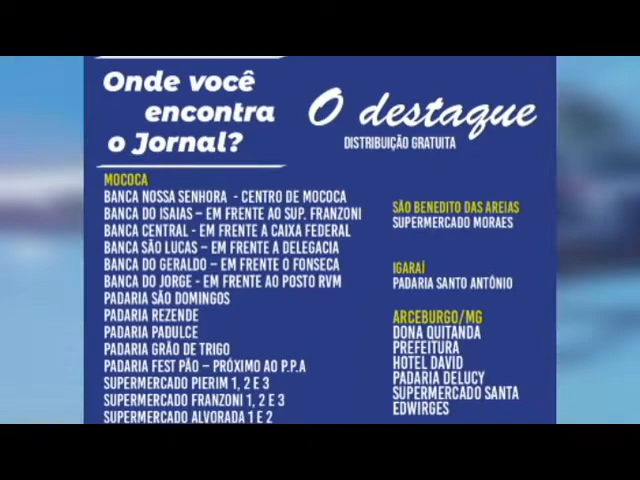 Onde você
encontra
o Jornal?
O destaque
DISTRIBUIÇÃO GRATUITA
MOCOCA
BANCA NOSSA SENHORA - CENTRO DE MOCOCA
BANCA DO ISAIAS – EM FRENTE AO SUP. FRANZONI
BANCA CENTRAL - EM FRENTE A CAIXA FEDERAL
BANCA SÃO LUCAS – EM FRENTE A DELEGACIA
BANCA DO GERALDO – EM FRENTE O FONSECA
BANCA DO JORGE - EM FRENTE AO POSTO RVM
PADARIA SÃO DOMINGOS
PADARIA REZENDE
PADARIA PADULCE
PADARIA GRÃO DE TRIGO
PADARIA FEST PÃO – PRÓXIMO AO P.P.A
SUPERMERCADO PIERIM 1, 2 E 3
SUPERMERCADO FRANZONI 1, 2 E 3
SUPERMERCADO ALVORADA 1 E 2
SÃO BENEDITO DAS AREIAS
SUPERMERCADO MORAES
IGARAÍ
PADARIA SANTO ANTÔNIO
ARCEBURGO/MG
DONA QUITANDA
PREFEITURA
HOTEL DAVID
PADARIA DELUCY
SUPERMERCADO SANTA
EDWIRGES